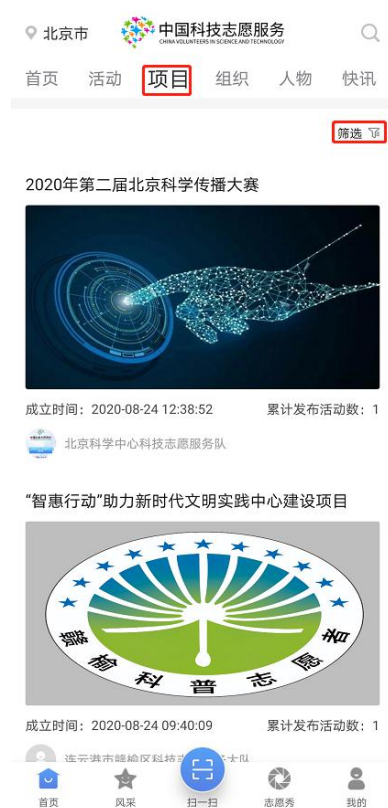 北京市
中国科技志愿服务
CHINA VOLUNTEERS IN SCIENCE AND TECHNOLOGY
首页 活动 项目 组织 人物 快讯
筛选
2020年第二届北京科学传播大赛
成立时间：2020-08-24 12:38:52 累计发布活动数：1
北京科学中心科技志愿服务队
“智惠行动”助力新时代文明实践中心建设项目
赣榆科普志愿者
成立时间：2020-08-24 09:40:09 累计发布活动数：1
连云港市赣榆区科技志
大队
首页 风采 扫一扫 志愿秀 我的